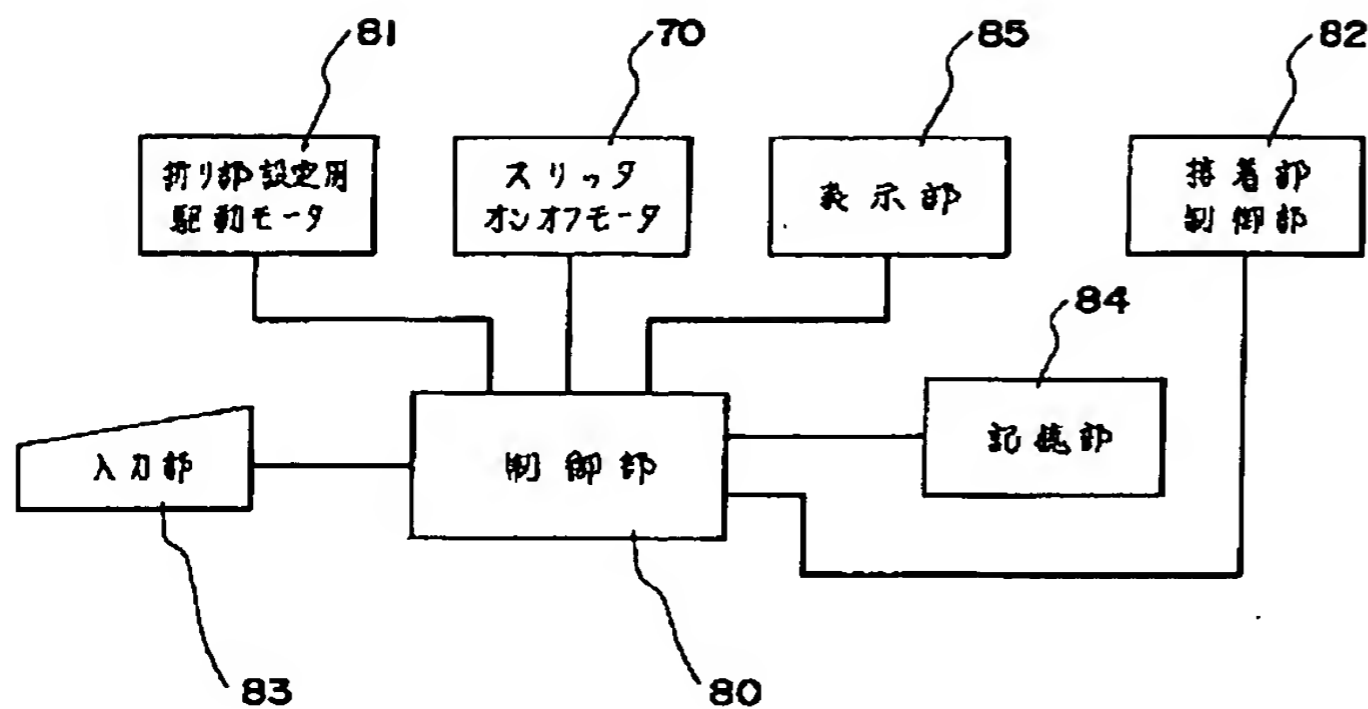 81
70
85
82
折り部設定用
駆動モータ
スリッタ
オンオフモータ
表示部
接着部
制御部
84
記憶部
入力部
制御部
83
80